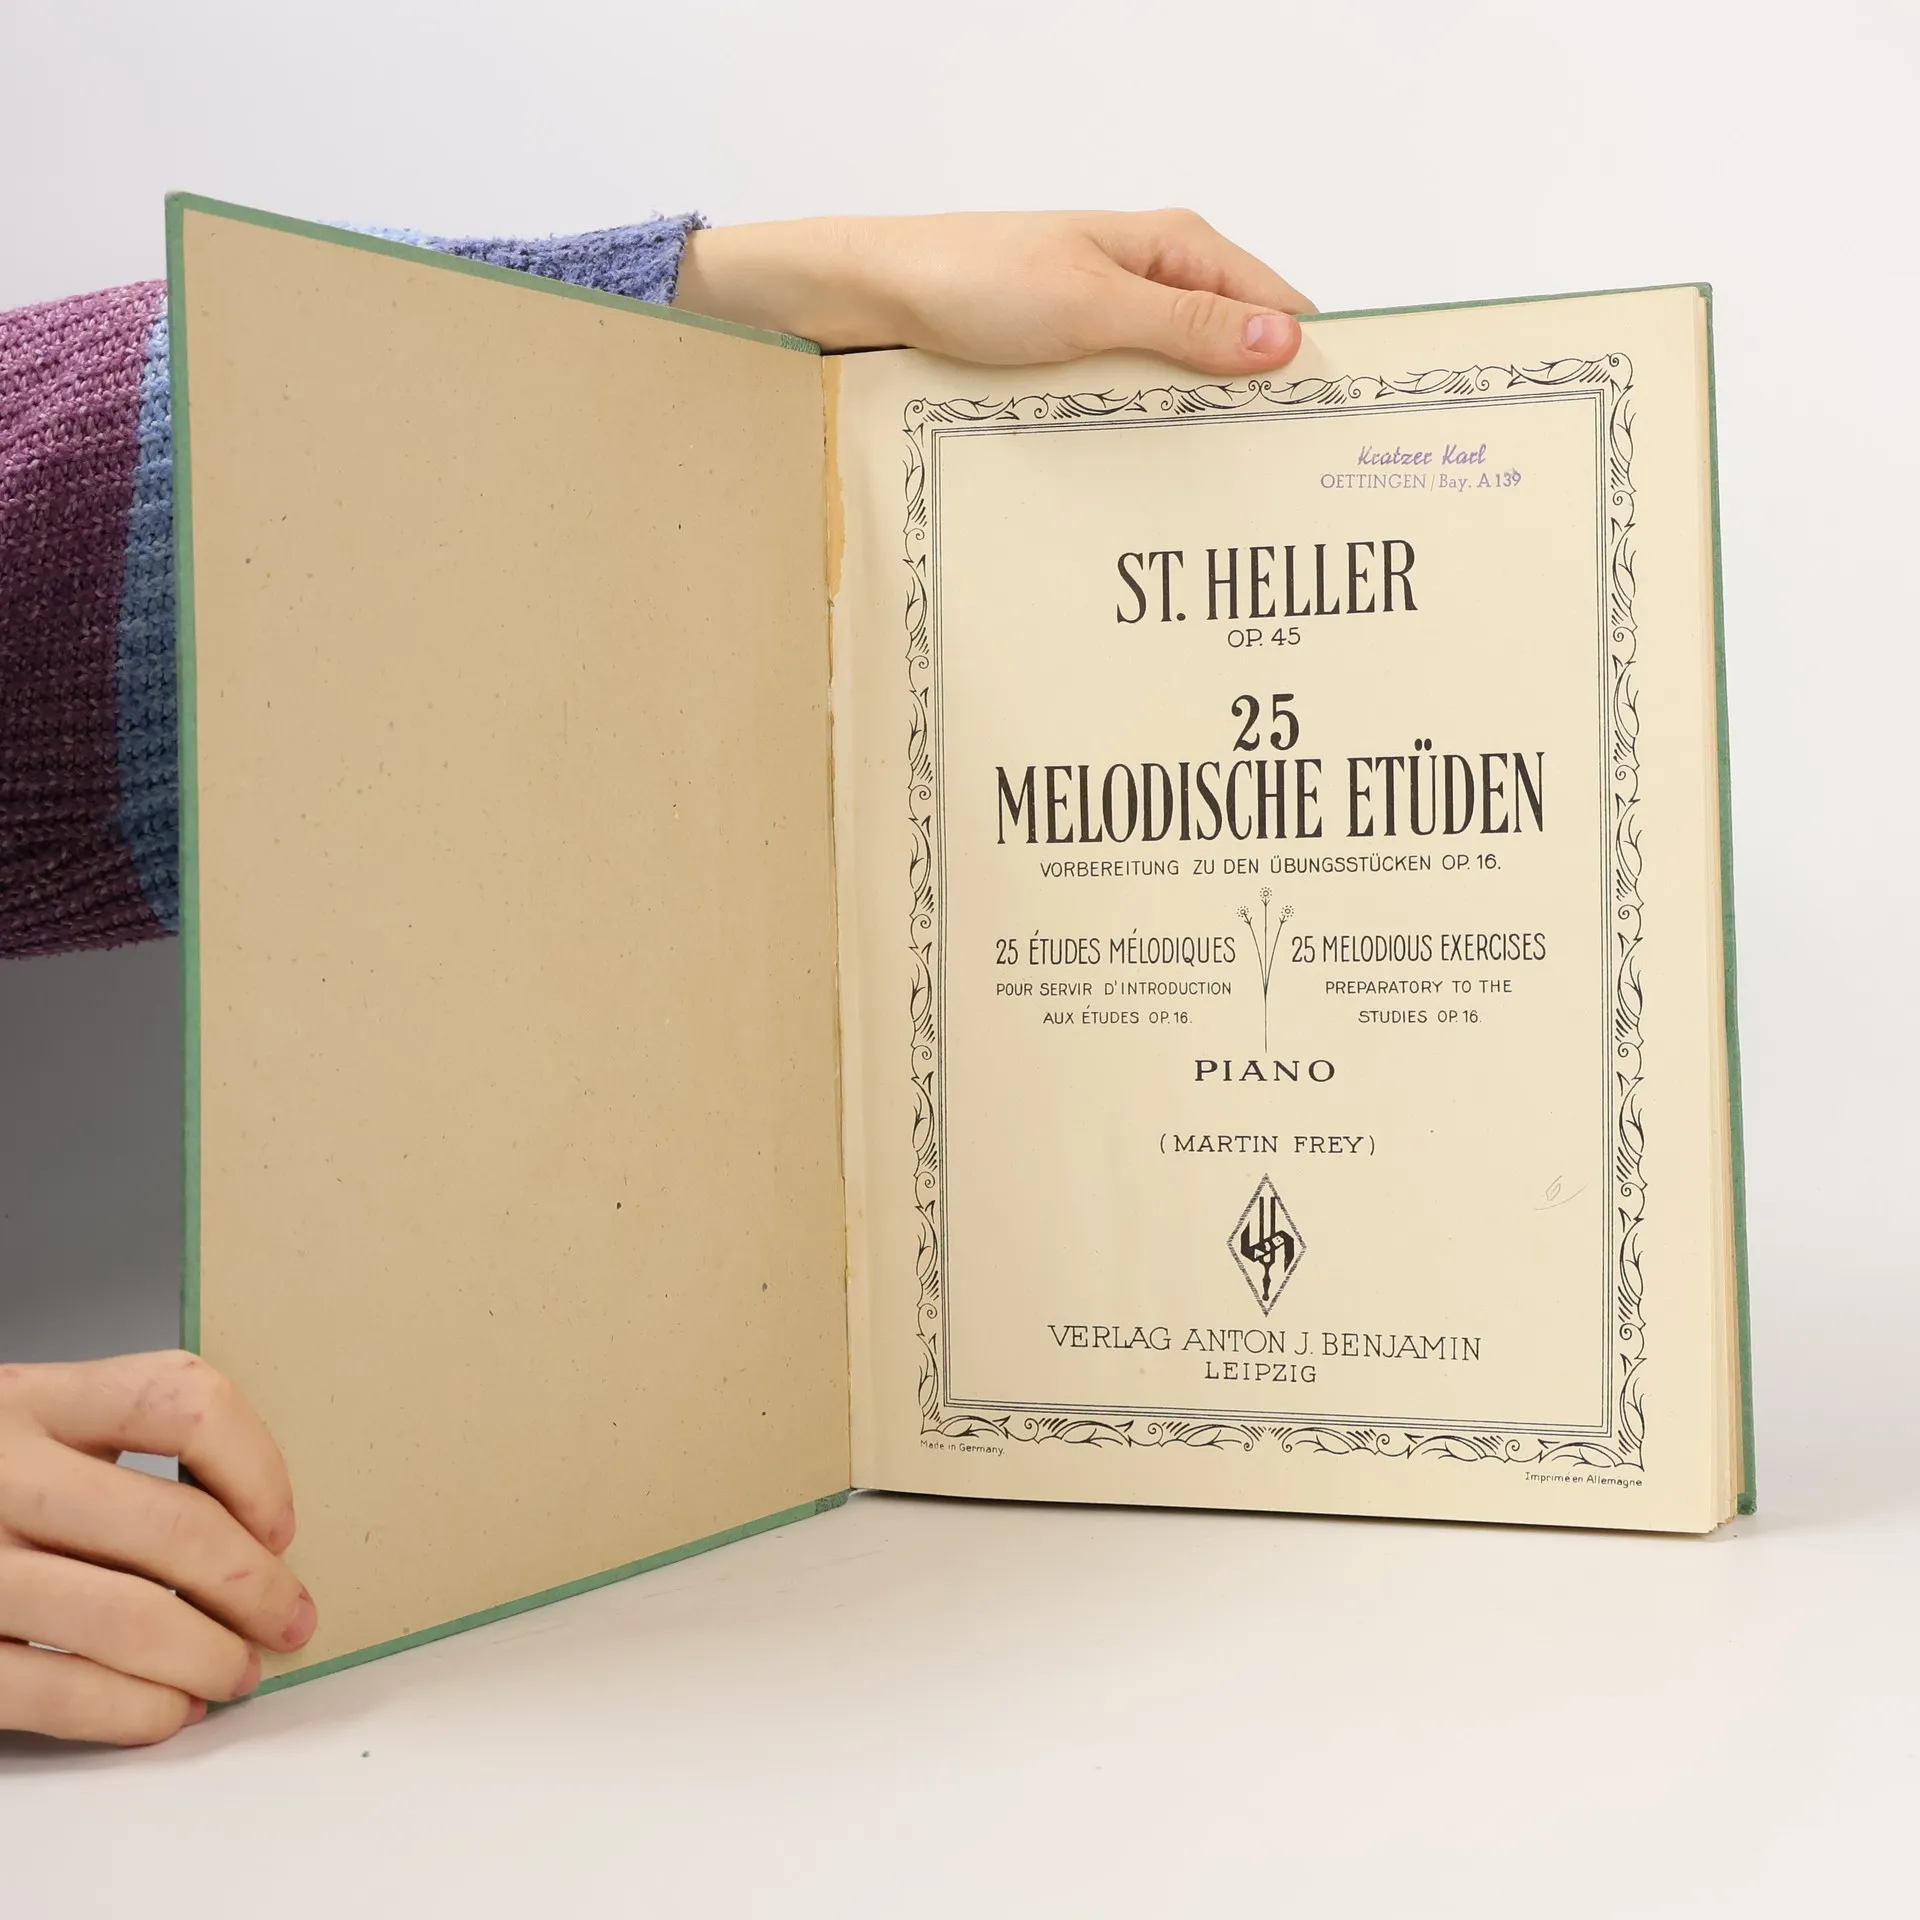 Kratzer Karl
OETTINGEN/Bay. A 139
ST. HELLER
OP. 45
25
MELODISCHE ETÜDEN
VORBEREITUNG ZU DEN ÜBUNGSSTÜCKEN OP. 16.
25 ÉTUDES MÉLODIQUES
POUR SERVIR D'INTRODUCTION
AUX ÉTUDES OP. 16.
25 MELODIOUS EXERCISES
PREPARATORY TO THE
STUDIES OP. 16.
PIANO
(MARTIN FREY)
VERLAG ANTON J. BENJAMIN
LEIPZIG
Made in Germany.
Imprimé en Allemagne